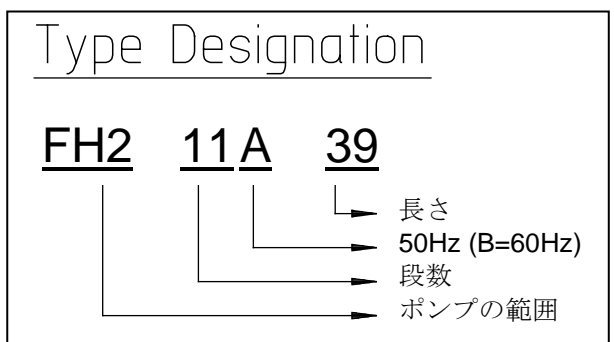 Type Designation
FH2 11 A 39
長さ
50Hz (B=60Hz)
段数
ポンプの範囲